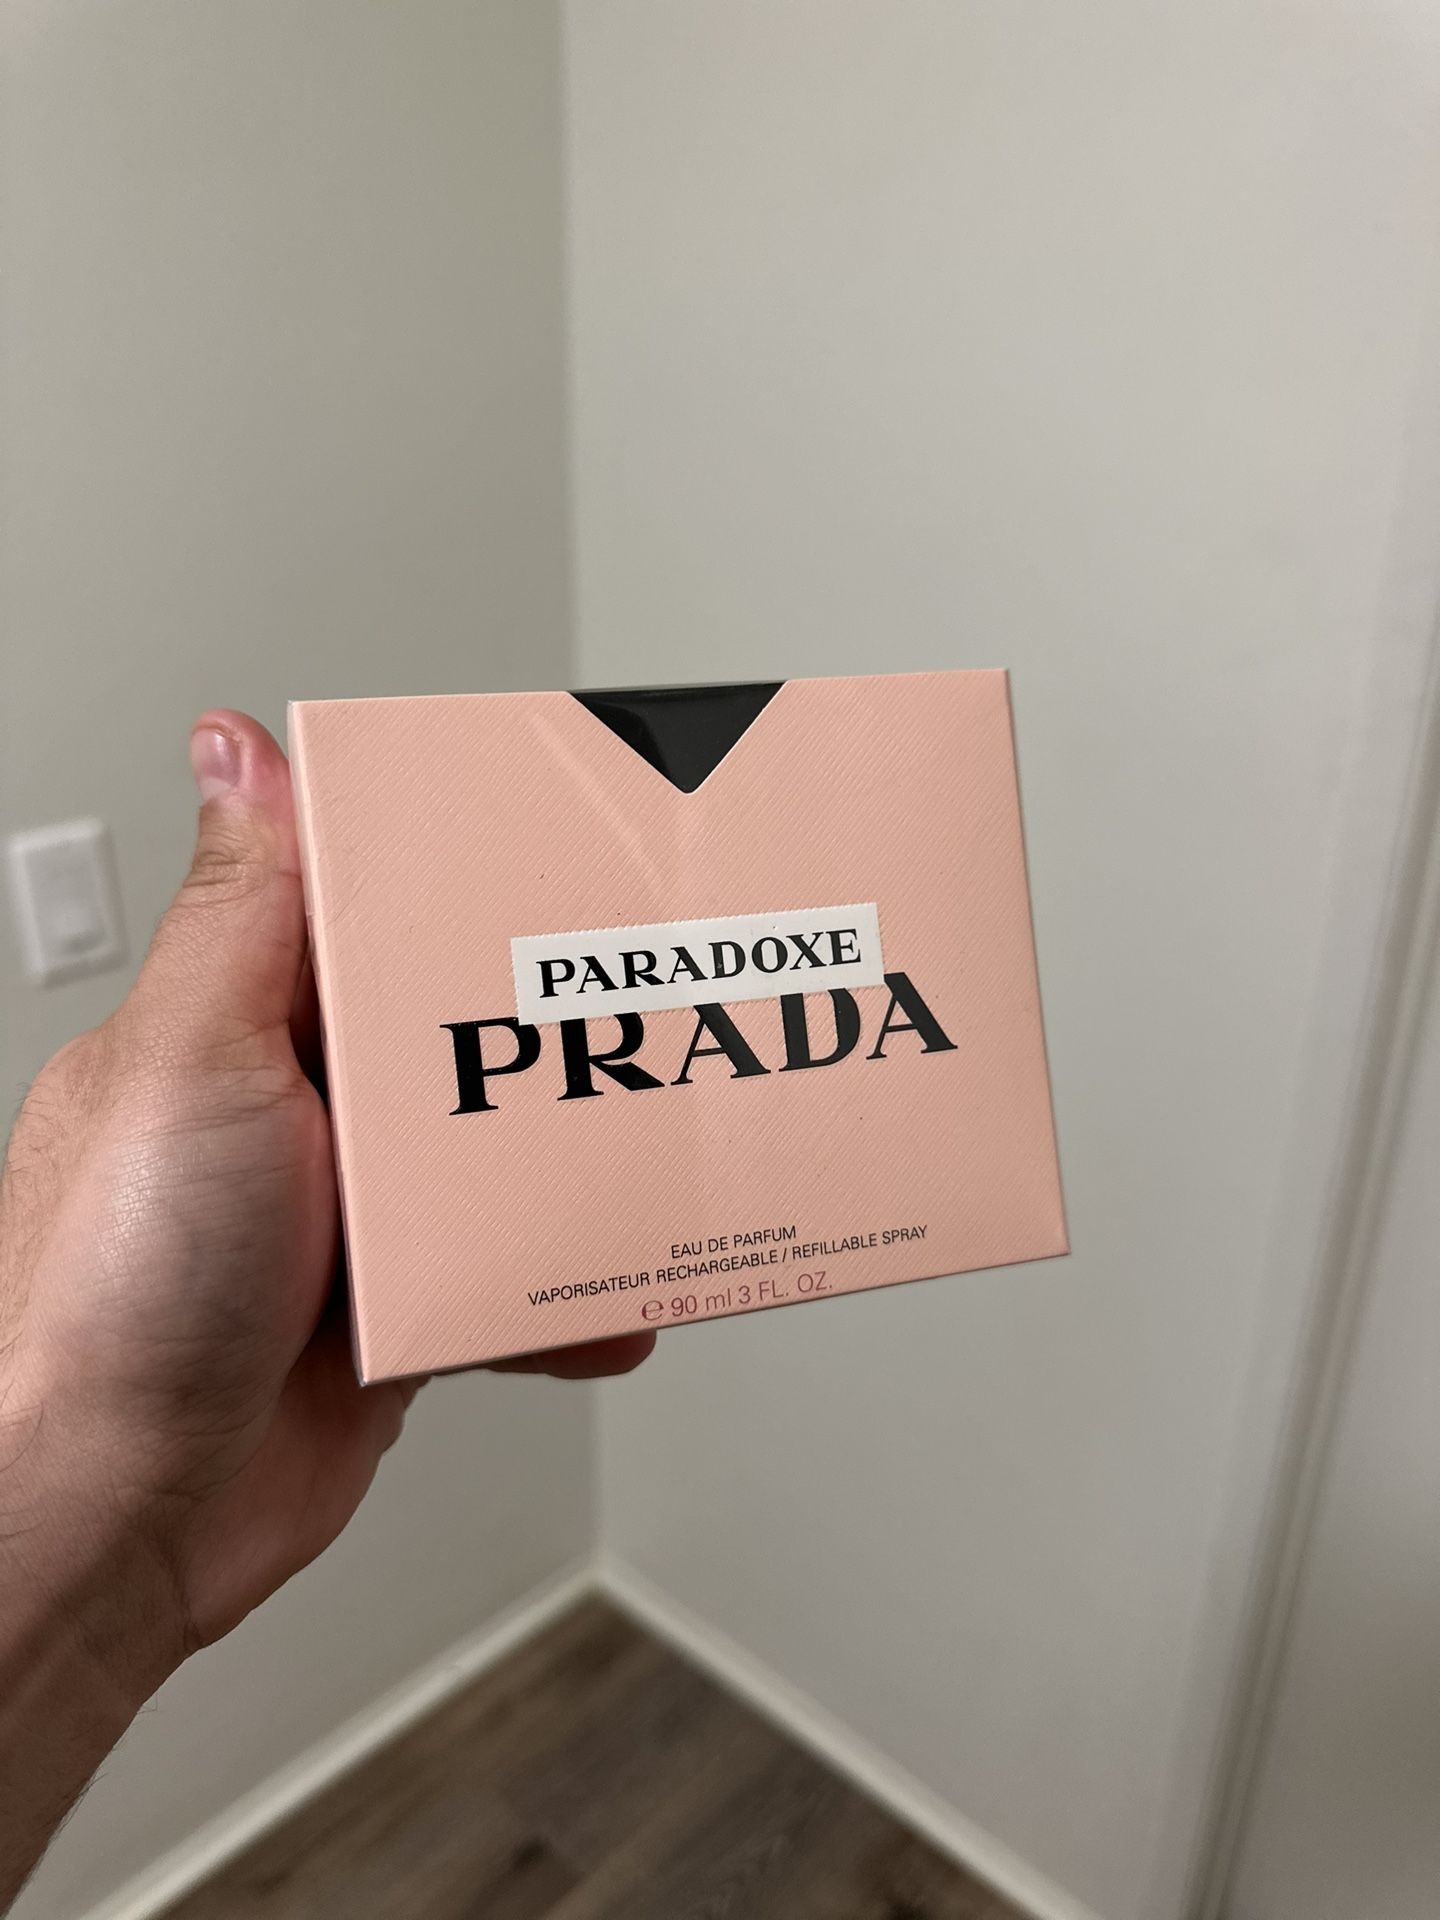 PARADOXE
PRADA
EAU DE PARFUM
VAPORISATEUR RECHARGEABLE / REFILLABLE SPRAY
℮ 90 ml 3 FL. OZ.